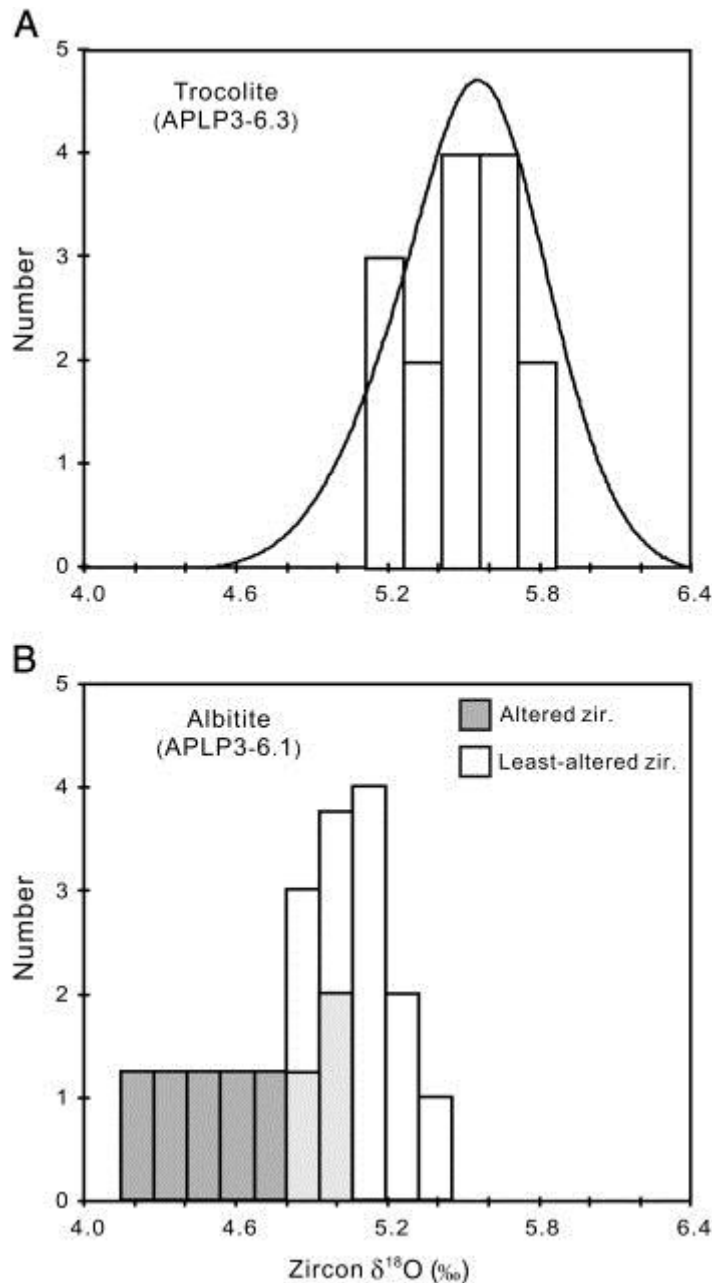 A
5
4
3
2
1
0
Number
Trocolite
(APLP3-6.3)
4.0 4.6 5.2 5.8 6.4
B
5
4
3
2
1
0
Number
Albitite
(APLP3-6.1)
Altered zir.
Least-altered zir.
4.0 4.6 5.2 5.8 6.4
Zircon δ¹⁸O (‰)